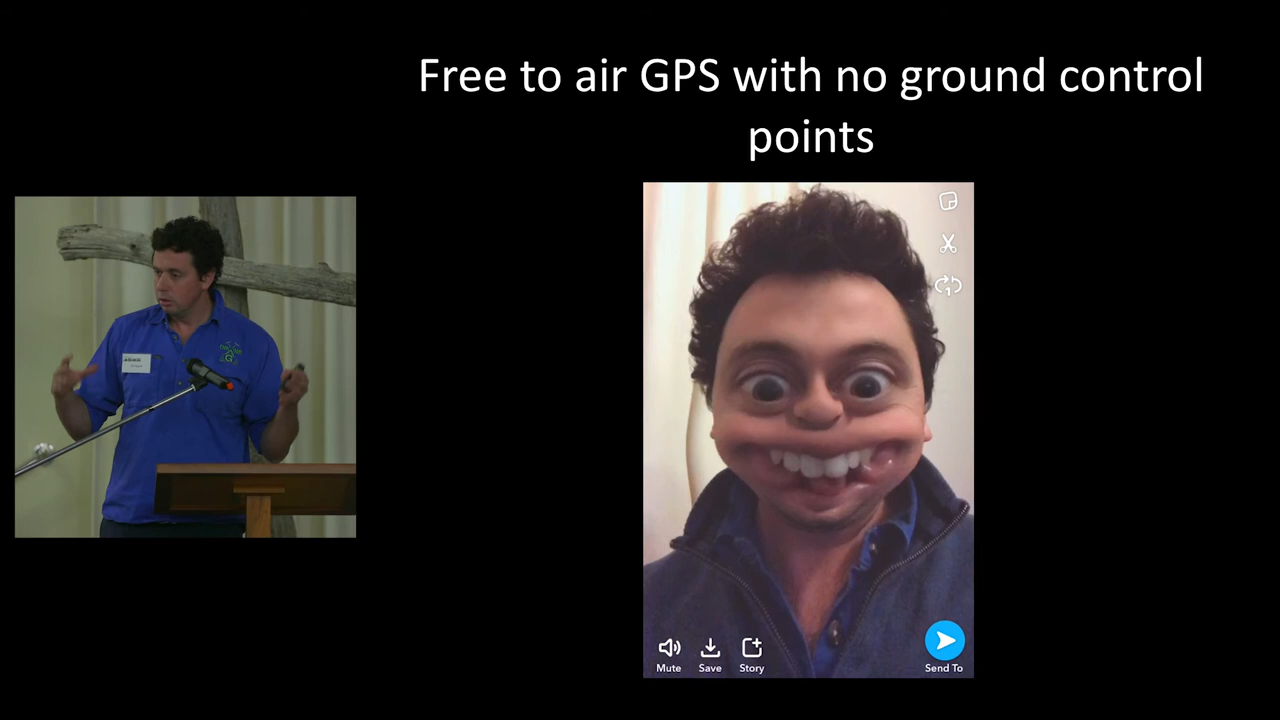 Free to air GPS with no ground control
points
Mute
Save
Story
Send To